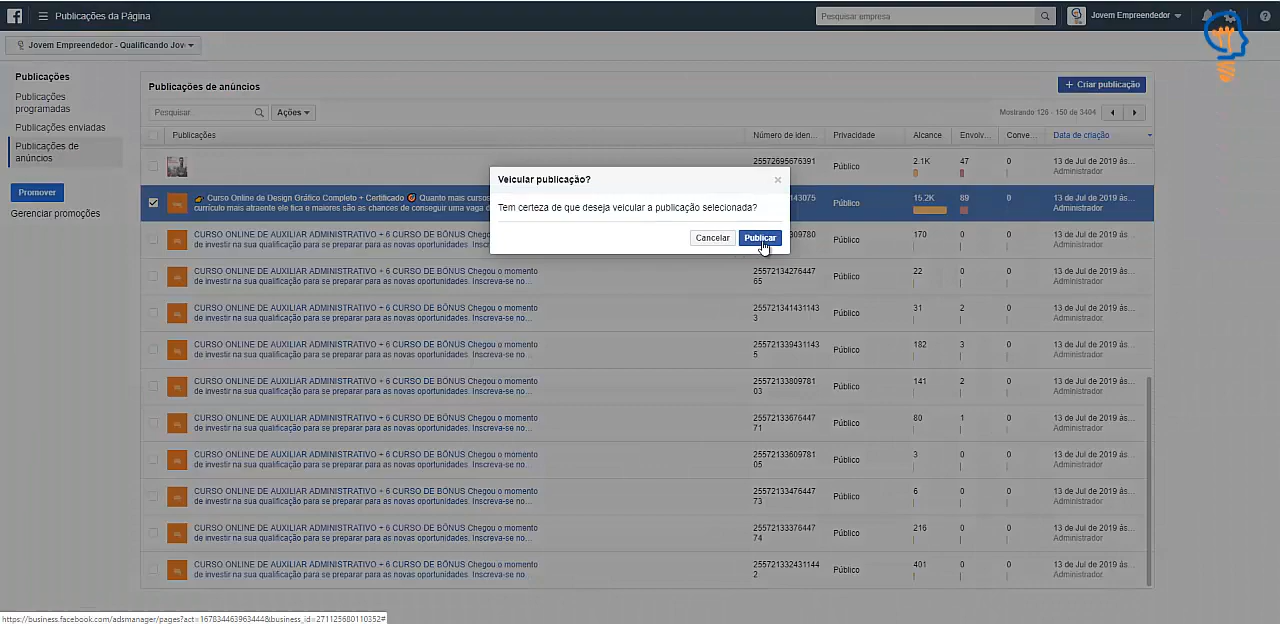 Publicações da Página
Pesquisar empresa
Jovem Empreendedor
Jovem Empreendedor - Qualificando Jov
Publicações
Publicações programadas
Publicações enviadas
Publicações de anúncios
Promover
Gerenciar promoções
Publicações de anúncios
+ Criar publicação
Pesquisar...
Ações
Mostrando 126 - 150 de 3404
Publicações Número de iden... Privacidade Alcance Envolv... Conve... Data de criação
25572695676391 Público 2.1K 47 0 13 de Jul de 2019 às...
Administrador
Curso Online de Design Gráfico Completo + Certificado Quanto mais cursos 143075 Público 15.2K 89 13 de Jul de 2019 às...
currículo mais atraente ele fica e maiores são as chances de conseguir uma vaga d Administrador
CURSO ONLINE DE AUXILIAR ADMINISTRATIVO + 6 CURSO DE BÔNUS Cheg 309780 Público 170 0 0 13 de Jul de 2019 às...
de investir na sua qualificação para se preparar para as novas oportunidades. Inscreva-se no... Administrador
CURSO ONLINE DE AUXILIAR ADMINISTRATIVO + 6 CURSO DE BÔNUS Chegou o momento 25572134276447 Público 22 0 0 13 de Jul de 2019 às...
de investir na sua qualificação para se preparar para as novas oportunidades. Inscreva-se no... 65 Administrador
CURSO ONLINE DE AUXILIAR ADMINISTRATIVO + 6 CURSO DE BÔNUS Chegou o momento 25572134143114 Público 31 2 0 13 de Jul de 2019 às...
de investir na sua qualificação para se preparar para as novas oportunidades. Inscreva-se no... 3 Administrador
CURSO ONLINE DE AUXILIAR ADMINISTRATIVO + 6 CURSO DE BÔNUS Chegou o momento 25572133943114 Público 182 3 0 13 de Jul de 2019 às...
de investir na sua qualificação para se preparar para as novas oportunidades. Inscreva-se no... 5 Administrador
CURSO ONLINE DE AUXILIAR ADMINISTRATIVO + 6 CURSO DE BÔNUS Chegou o momento 25572133809781 Público 141 2 0 13 de Jul de 2019 às...
de investir na sua qualificação para se preparar para as novas oportunidades. Inscreva-se no... 03 Administrador
CURSO ONLINE DE AUXILIAR ADMINISTRATIVO + 6 CURSO DE BÔNUS Chegou o momento 25572133676447 Público 80 1 0 13 de Jul de 2019 às...
de investir na sua qualificação para se preparar para as novas oportunidades. Inscreva-se no... 71 Administrador
CURSO ONLINE DE AUXILIAR ADMINISTRATIVO + 6 CURSO DE BÔNUS Chegou o momento 25572133609781 Público 3 0 0 13 de Jul de 2019 às...
de investir na sua qualificação para se preparar para as novas oportunidades. Inscreva-se no... 05 Administrador
CURSO ONLINE DE AUXILIAR ADMINISTRATIVO + 6 CURSO DE BÔNUS Chegou o momento 25572133476447 Público 6 0 0 13 de Jul de 2019 às...
de investir na sua qualificação para se preparar para as novas oportunidades. Inscreva-se no... 73 Administrador
CURSO ONLINE DE AUXILIAR ADMINISTRATIVO + 6 CURSO DE BÔNUS Chegou o momento 25572133376447 Público 216 0 0 13 de Jul de 2019 às...
de investir na sua qualificação para se preparar para as novas oportunidades. Inscreva-se no... 74 Administrador
CURSO ONLINE DE AUXILIAR ADMINISTRATIVO + 6 CURSO DE BÔNUS Chegou o momento 25572133243114 Público 401 0 0 13 de Jul de 2019 às...
de investir na sua qualificação para se preparar para as novas oportunidades. Inscreva-se no... 2 Administrador
Veicular publicação?
Tem certeza de que deseja veicular a publicação selecionada?
Cancelar Publicar
https://business.facebook.com/adsmanager/pages?act=167834463963444&business_id=271125680110352#